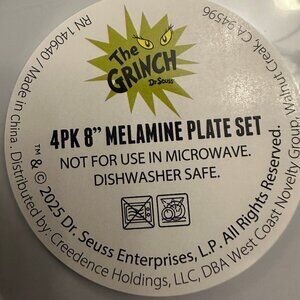 The
GRINCH
Dr. Seuss
4PK 8” MELAMINE PLATE SET
NOT FOR USE IN MICROWAVE.
DISHWASHER SAFE.
RN 140640 / Made in China. Distributed by: Creedence Holdings, LLC, DBA West Coast Novelty Group, Walnut Creek, CA 94596
™ & © 2025 Dr. Seuss Enterprises, L.P. All Rights Reserved.